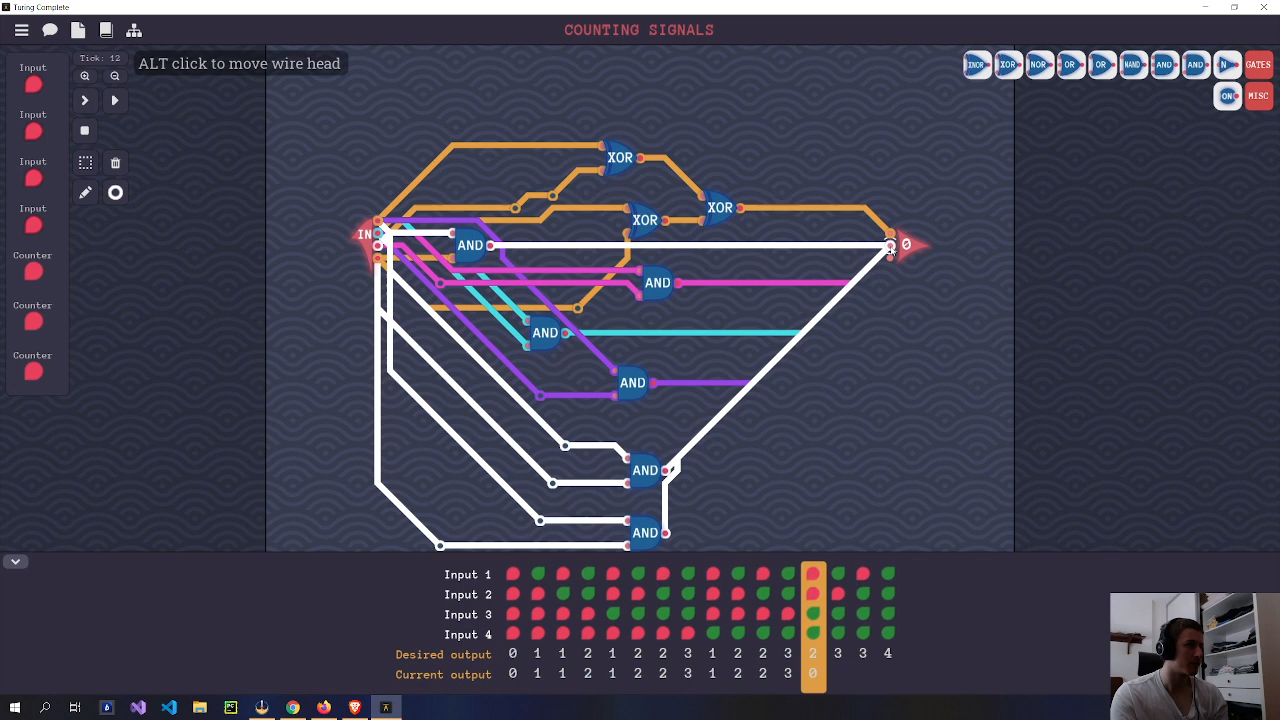 Turing Complete
COUNTING SIGNALS
Input
Input
Input
Input
Counter
Counter
Counter
Tick: 12
ALT click to move wire head
XNOR XOR NOR OR OR NAND AND AND N GATES
ON MISC
XOR
XOR
XOR
IN
AND
0
AND
AND
AND
AND
AND
Input 1
Input 2
Input 3
Input 4
Desired output 0 1 1 2 1 2 2 3 1 2 2 3 2 3 3 4
Current output 0 1 1 2 1 2 2 3 1 2 2 3 0